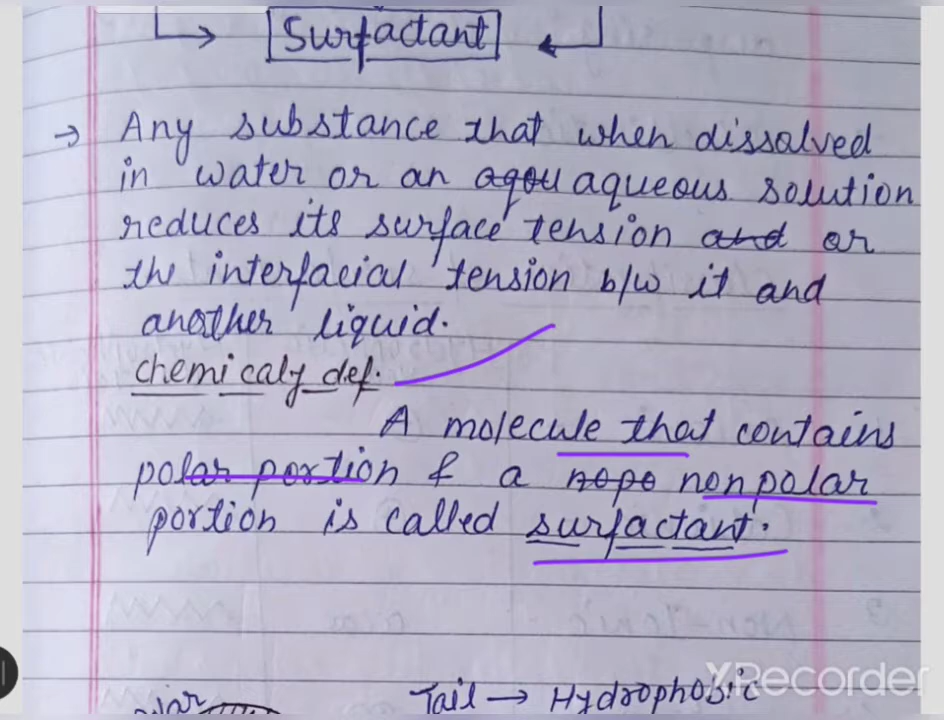 Surfactant
→ Any substance that when dissalved
in water or an aqou aqueous solution
reduces its surface tension and or
the interfacial tension b/w it and
another liquid.
chemicaly def.
A molecule that contains
polar portion & a nopo nonpolar
portion is called surfactant.
Tail → Hydrophobic
XRecorder